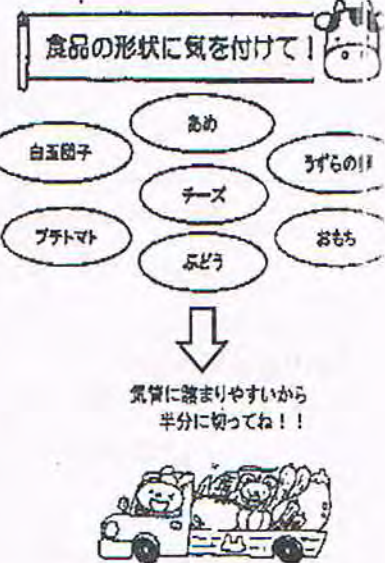 食品の形状に気を付けて！
あめ
白玉団子
うずらの
チーズ
プチトマト
おもち
ぶどう
気管に詰まりやすいから
半分に切ってね！！